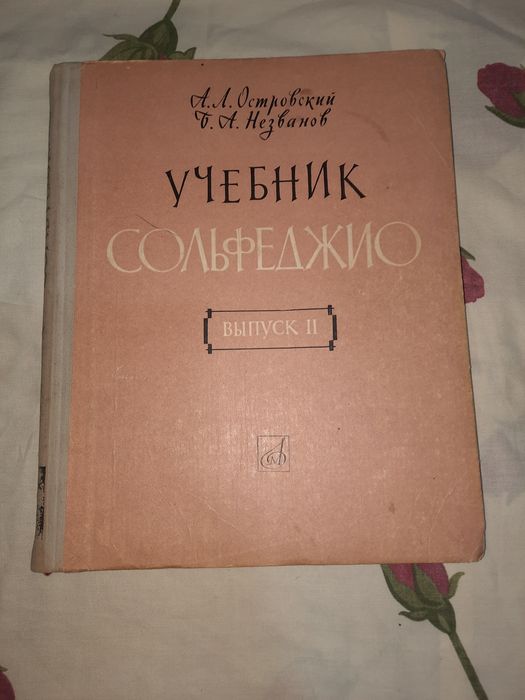 А. Л. Островский
Б. А. Незванов
УЧЕБНИК
СОЛЬФЕДЖИО
ВЫПУСК II